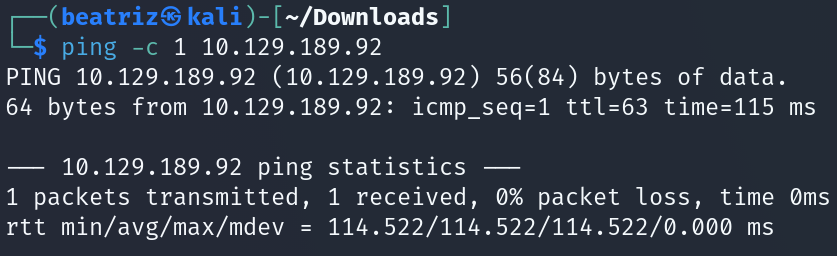 ┌──(beatriz㉿kali)-[~/Downloads]
└─$ ping -c 1 10.129.189.92
PING 10.129.189.92 (10.129.189.92) 56(84) bytes of data.
64 bytes from 10.129.189.92: icmp_seq=1 ttl=63 time=115 ms
--- 10.129.189.92 ping statistics ---
1 packets transmitted, 1 received, 0% packet loss, time 0ms
rtt min/avg/max/mdev = 114.522/114.522/114.522/0.000 ms